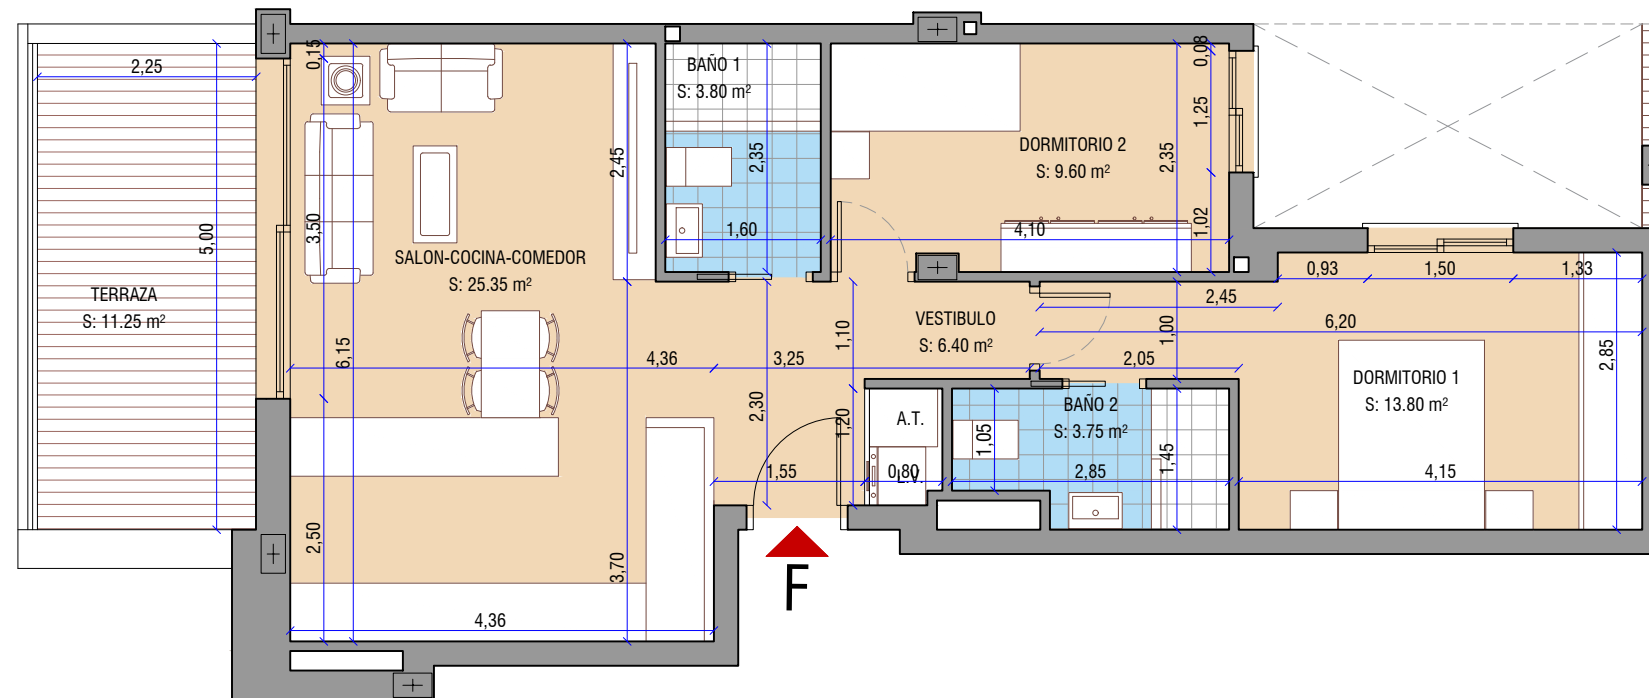 2,25
5,00
TERRAZA
S: 11.25 m²
0,15
3,50
6,15
2,50
SALON-COCINA-COMEDOR
S: 25.35 m²
2,45
4,36
3,70
4,36
BAÑO 1
S: 3.80 m²
2,35
1,60
DORMITORIO 2
S: 9.60 m²
2,35
0,08
1,25
1,02
4,10
VESTIBULO
S: 6.40 m²
3,25
1,10
2,30
1,20
1,55
0,80
A.T.
L.V.
F
2,45
1,00
2,05
6,20
BAÑO 2
S: 3.75 m²
1,05
2,85
1,45
0,93
1,50
1,33
DORMITORIO 1
S: 13.80 m²
2,85
4,15